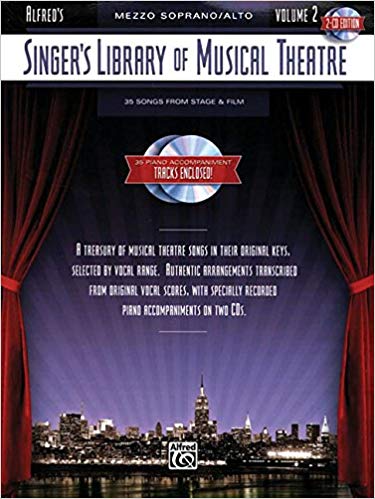 ALFRED'S MEZZO SOPRANO/ALTO VOLUME 2 2-CD EDITION
SINGER'S LIBRARY OF MUSICAL THEATRE
35 SONGS FROM STAGE & FILM
35 PIANO ACCOMPANIMENT
TRACKS ENCLOSED!
A TREASURY OF MUSICAL THEATRE SONGS IN THEIR ORIGINAL KEYS,
SELECTED BY VOCAL RANGE. AUTHENTIC ARRANGEMENTS TRANSCRIBED
FROM ORIGINAL VOCAL SCORES, WITH SPECIALLY RECORDED
PIANO ACCOMPANIMENTS ON TWO CDS.
Alfred